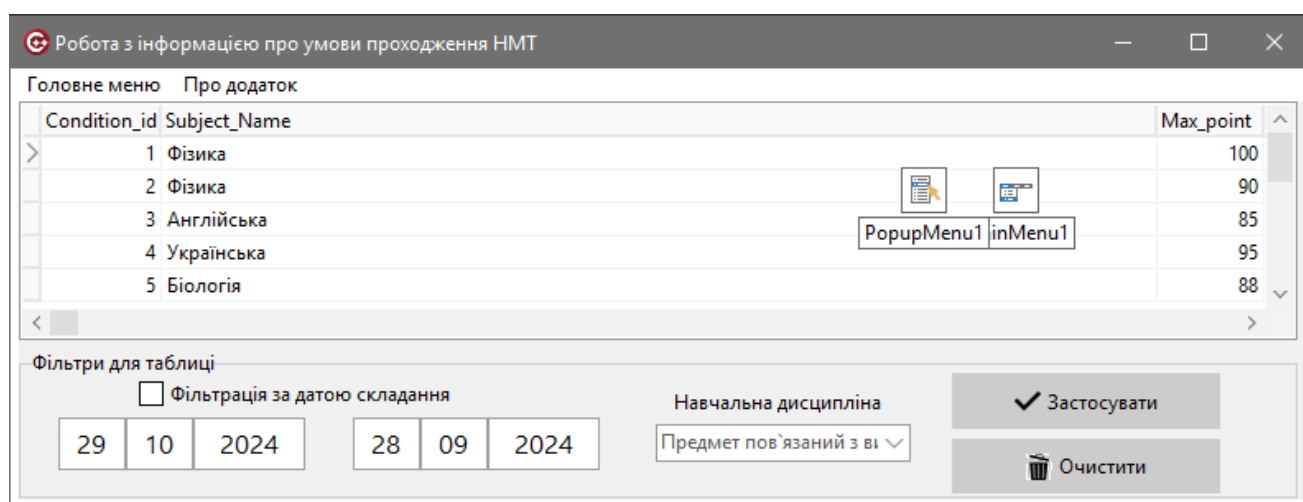 Робота з інформацією про умови проходження НМТ
Головне меню Про додаток
Condition_id Subject_Name Max_point
1 Фізика 100
2 Фізика 90
3 Англійська 85
PopupMenu1 inMenu1
4 Українська 95
5 Біологія 88
Фільтри для таблиці
Фільтрація за датою складання
Навчальна дисципліна
Застосувати
29 10 2024 28 09 2024
Предмет пов`язаний з
Очистити